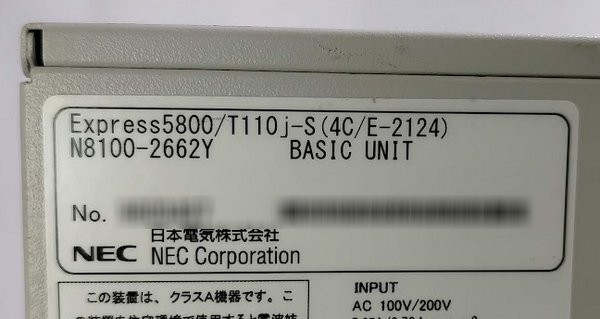 Express5800/T110j-S(4C/E-2124)
N8100-2662Y BASIC UNIT
No.
日本電気株式会社
NEC NEC Corporation
この装置は、クラスA機器です。こ
INPUT
AC 100V/200V